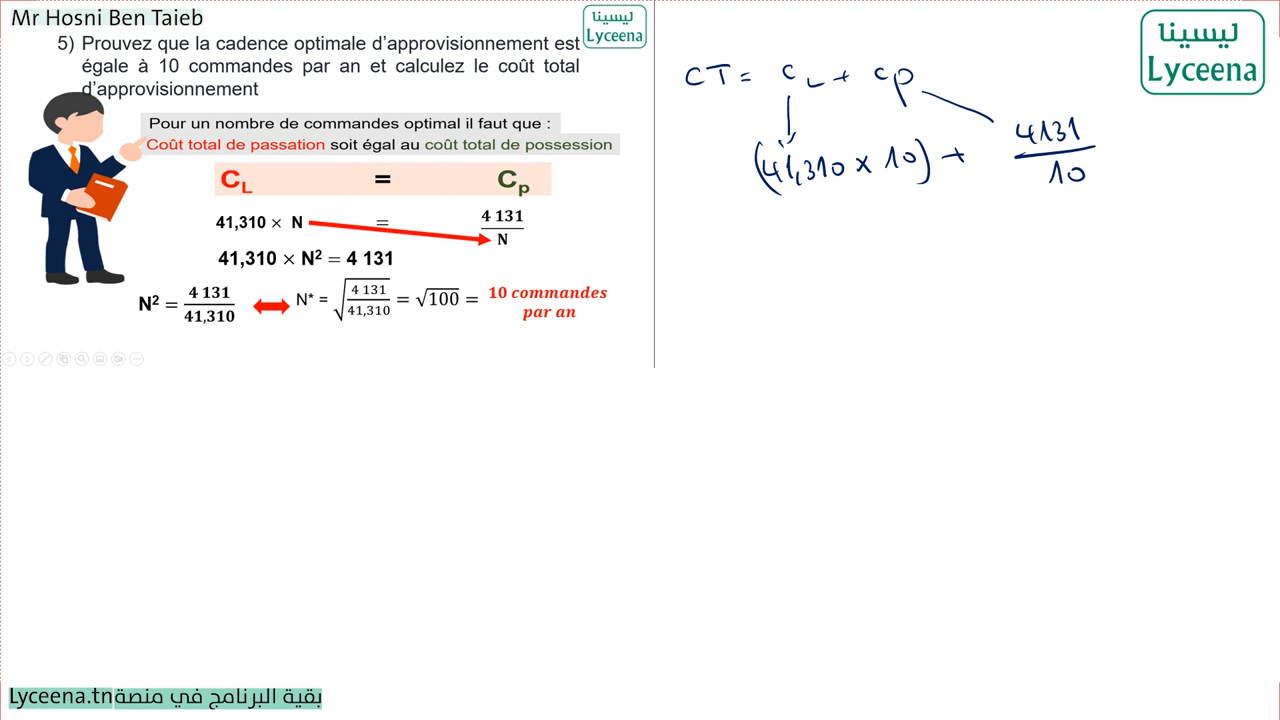 Mr Hosni Ben Taieb
ليسينا
Lyceena
5) Prouvez que la cadence optimale d'approvisionnement est
égale à 10 commandes par an et calculez le coût total
d'approvisionnement
Pour un nombre de commandes optimal il faut que :
Coût total de passation soit égal au coût total de possession
C_L = C_p
41,310 × N = 4 131 / N
41,310 × N² = 4 131
N² = 4 131 / 41,310 ⟷ N* = √(4 131 / 41,310) = √100 = 10 commandes
par an
CT = C_L + Cp
(41,310 × 10) + 4131 / 10
ليسينا
Lyceena
Lyceena.tn بقية البرنامج في منصة